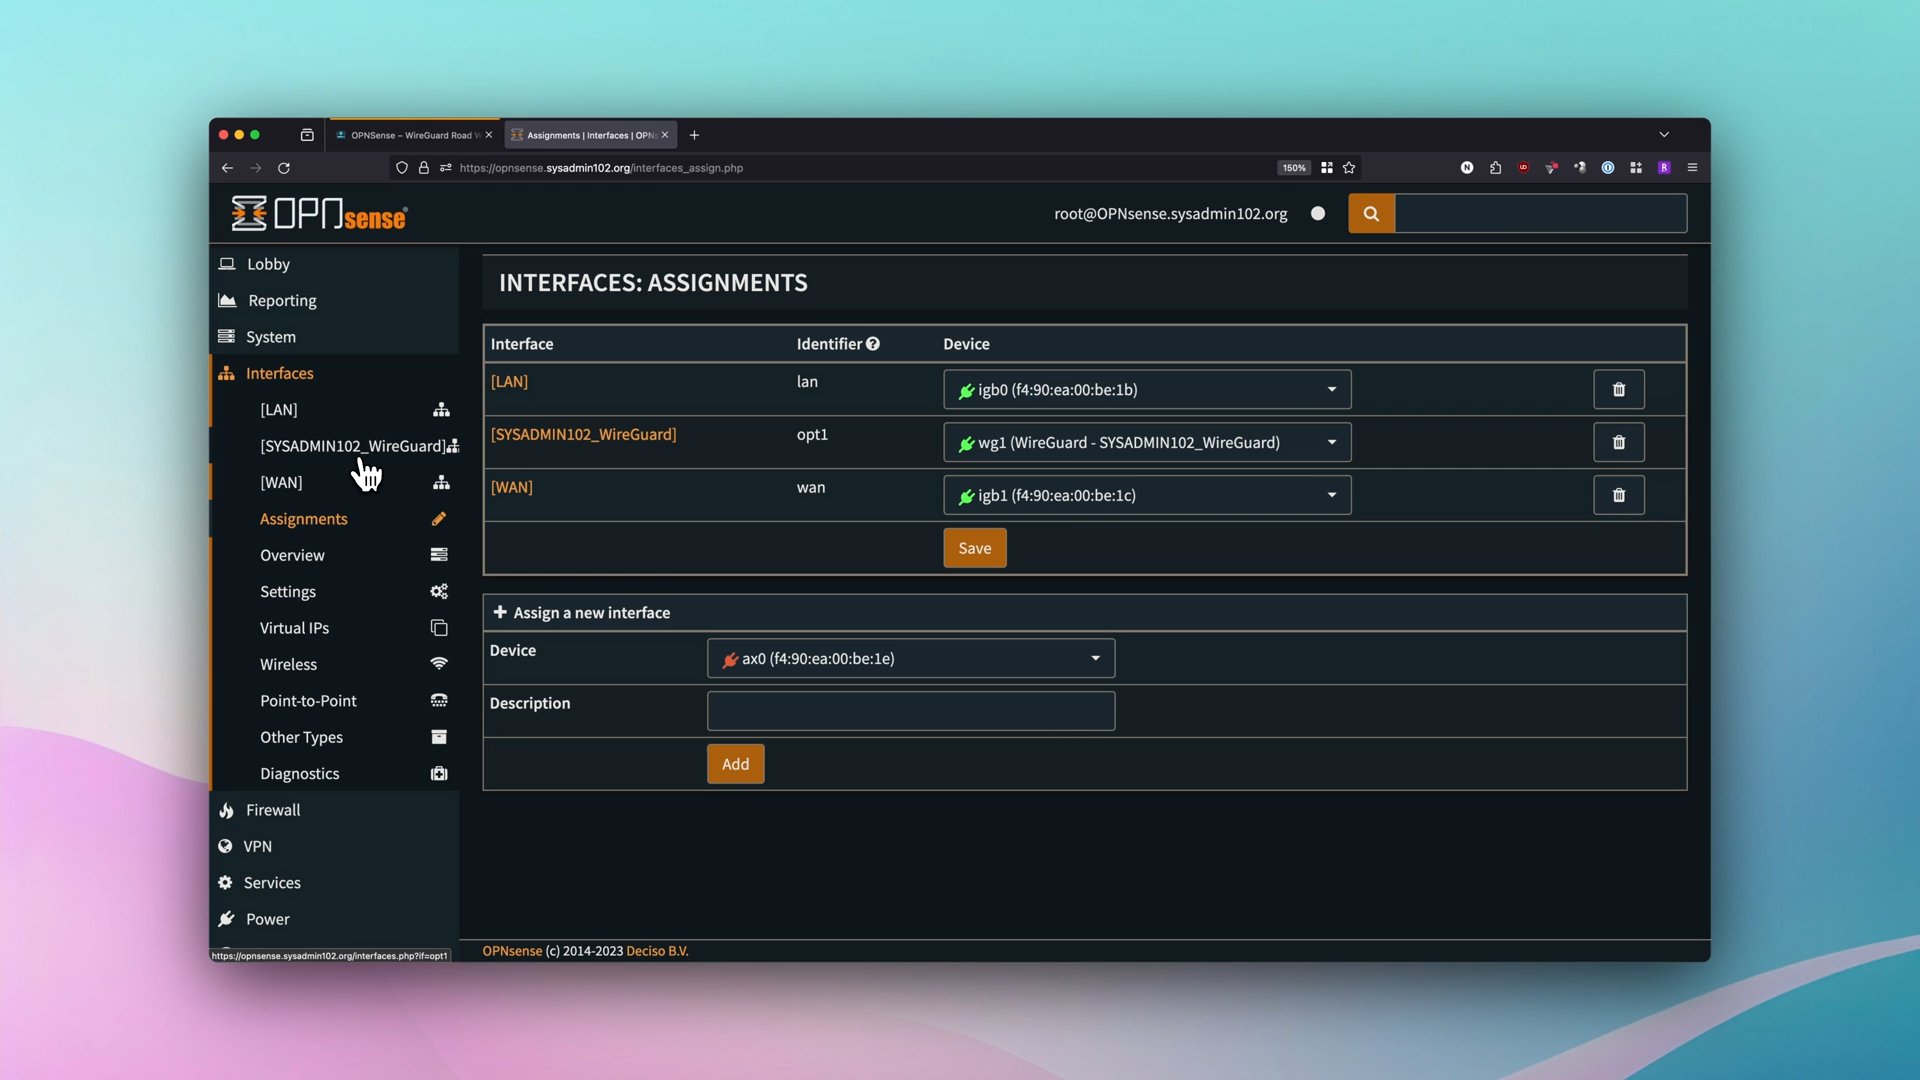 OPNSense – WireGuard Road W
Assignments | Interfaces | OPN
https://opnsense.sysadmin102.org/interfaces_assign.php
150%
OPNsense
root@OPNsense.sysadmin102.org
Lobby
Reporting
System
Interfaces
[LAN]
[SYSADMIN102_WireGuard]
[WAN]
Assignments
Overview
Settings
Virtual IPs
Wireless
Point-to-Point
Other Types
Diagnostics
Firewall
VPN
Services
Power
https://opnsense.sysadmin102.org/interfaces.php?if=opt1
INTERFACES: ASSIGNMENTS
Interface Identifier Device
[LAN] lan igb0 (f4:90:ea:00:be:1b)
[SYSADMIN102_WireGuard] opt1 wg1 (WireGuard - SYSADMIN102_WireGuard)
[WAN] wan igb1 (f4:90:ea:00:be:1c)
Save
Assign a new interface
Device ax0 (f4:90:ea:00:be:1e)
Description
Add
OPNsense (c) 2014-2023 Deciso B.V.